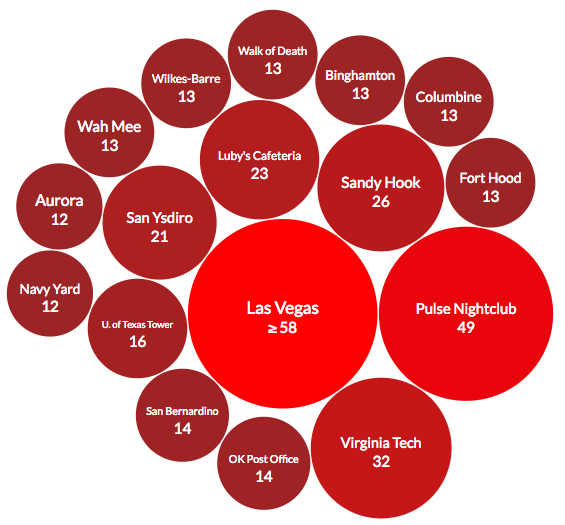 Walk of Death
13
Wilkes-Barre
13
Binghamton
13
Columbine
13
Wah Mee
13
Luby's Cafeteria
23
Sandy Hook
26
Fort Hood
13
Aurora
12
San Ysdiro
21
Navy Yard
12
Las Vegas
≥ 58
Pulse Nightclub
49
U. of Texas Tower
16
San Bernardino
14
OK Post Office
14
Virginia Tech
32